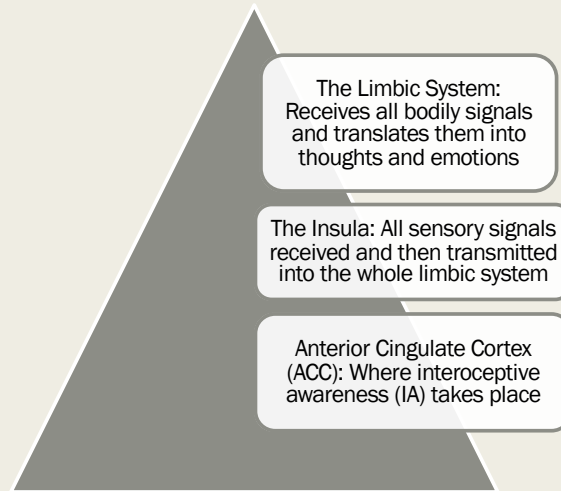 The Limbic System:
Receives all bodily signals
and translates them into
thoughts and emotions
The Insula: All sensory signals
received and then transmitted
into the whole limbic system
Anterior Cingulate Cortex
(ACC): Where interoceptive
awareness (IA) takes place